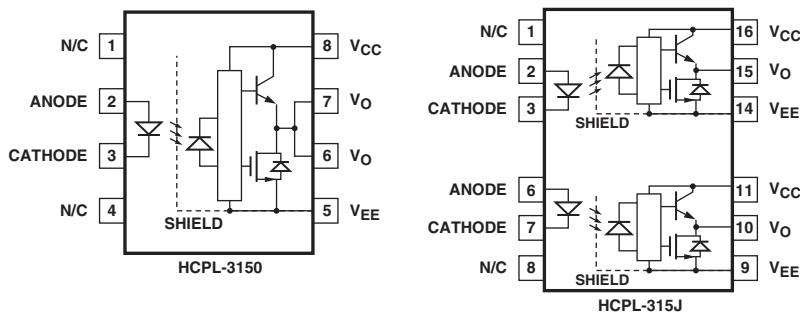 N/C 1
8 VCC
ANODE 2
7 VO
CATHODE 3
6 VO
N/C 4
5 VEE
SHIELD
HCPL-3150
N/C 1
16 VCC
ANODE 2
15 VO
CATHODE 3
14 VEE
SHIELD
ANODE 6
11 VCC
CATHODE 7
10 VO
N/C 8
9 VEE
SHIELD
HCPL-315J